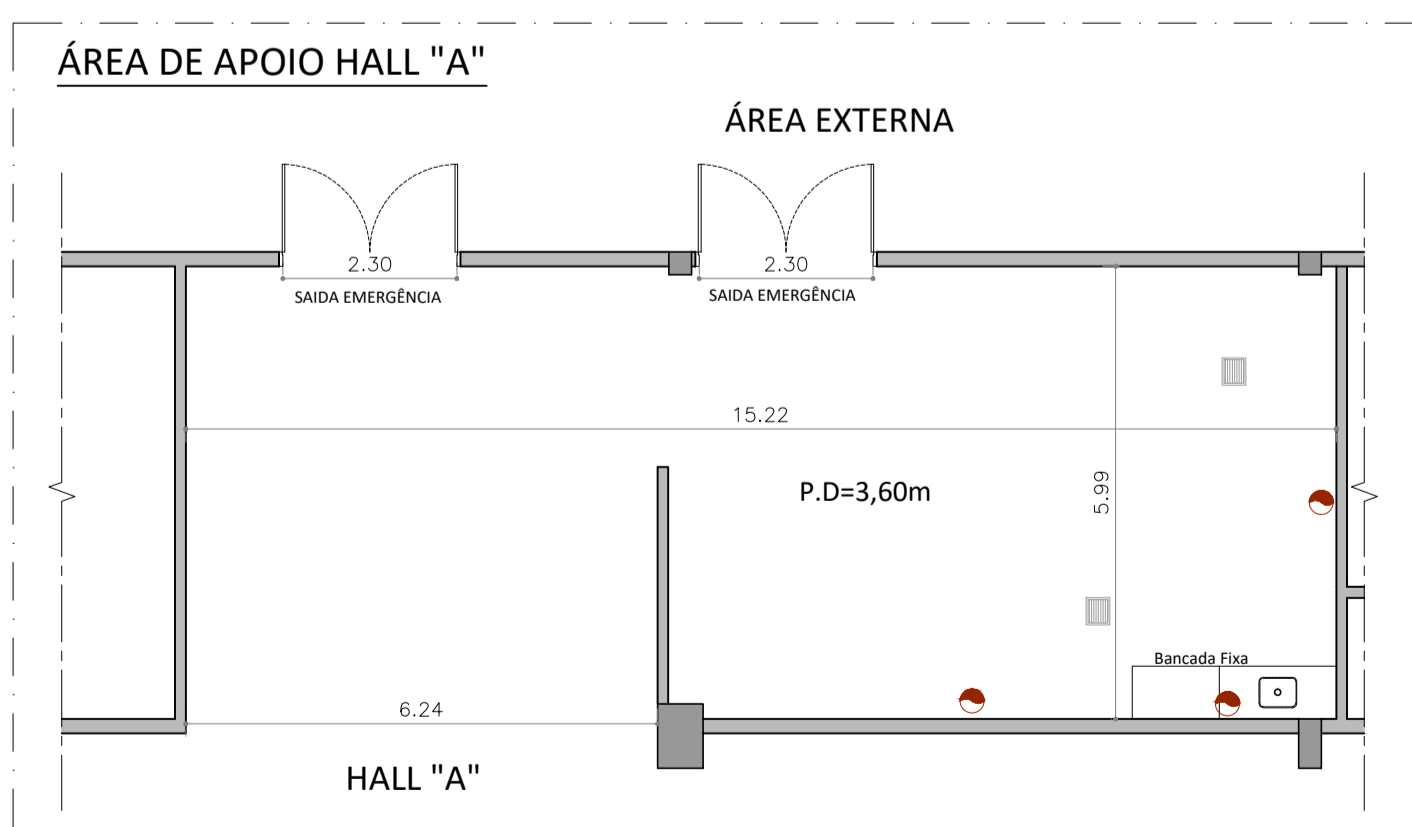 ÁREA DE APOIO HALL "A"
ÁREA EXTERNA
2.30
2.30
SAIDA EMERGÊNCIA
SAIDA EMERGÊNCIA
15.22
P.D=3,60m
5.99
Bancada Fixa
6.24
HALL "A"